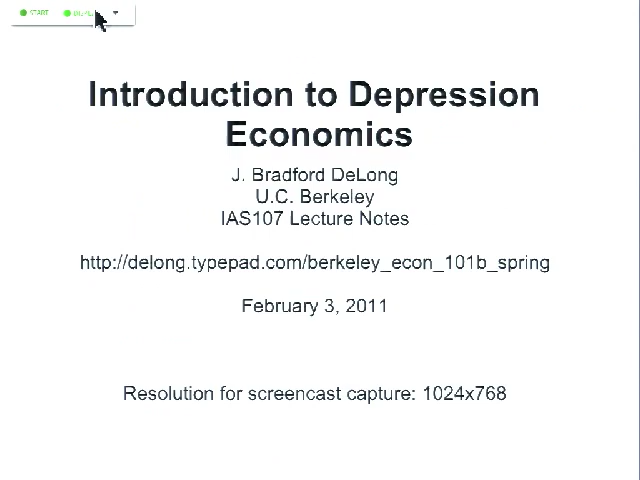 START
Introduction to Depression
Economics
J. Bradford DeLong
U.C. Berkeley
IAS107 Lecture Notes
http://delong.typepad.com/berkeley_econ_101b_spring
February 3, 2011
Resolution for screencast capture: 1024x768